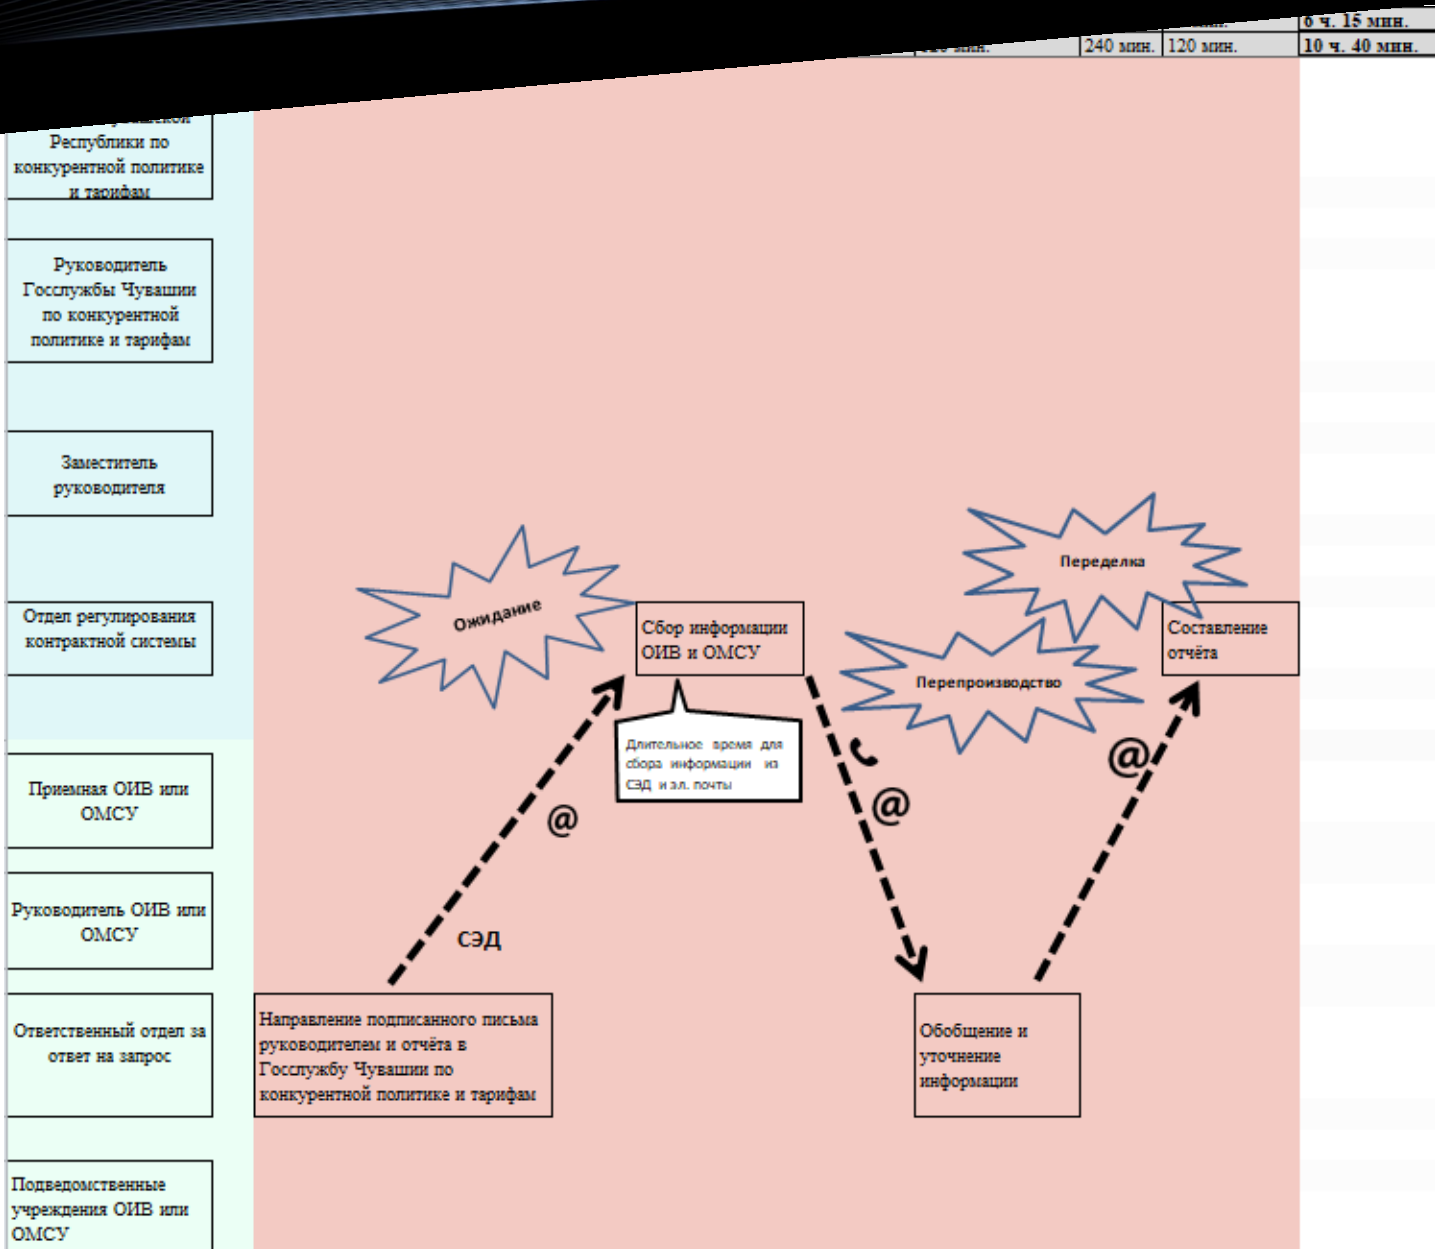 6 ч. 15 мин.
240 мин. 120 мин. 10 ч. 40 мин.
Республики по
конкурентной политике
и тарифам
Руководитель
Госслужбы Чувашии
по конкурентной
политике и тарифам
Заместитель
руководителя
Отдел регулирования
контрактной системы
Приемная ОИВ или
ОМСУ
Руководитель ОИВ или
ОМСУ
Ответственный отдел за
ответ на запрос
Подведомственные
учреждения ОИВ или
ОМСУ
Ожидание
Сбор информации
ОИВ и ОМСУ
Длительное время для
сбора информации из
СЭД и эл. почты
@
СЭД
Направление подписанного письма
руководителем и отчёта в
Госслужбу Чувашии по
конкурентной политике и тарифам
Переделка
Перепроизводство
Составление
отчёта
@
@
Обобщение и
уточнение
информации